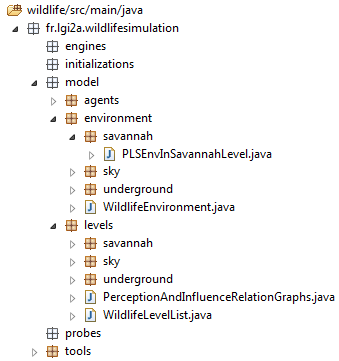 wildlife/src/main/java
fr.lgi2a.wildlifesimulation
engines
initializations
model
agents
environment
savannah
PLSEnvInSavannahLevel.java
sky
underground
WildlifeEnvironment.java
levels
savannah
sky
underground
PerceptionAndInfluenceRelationGraphs.java
WildlifeLevelList.java
probes
tools